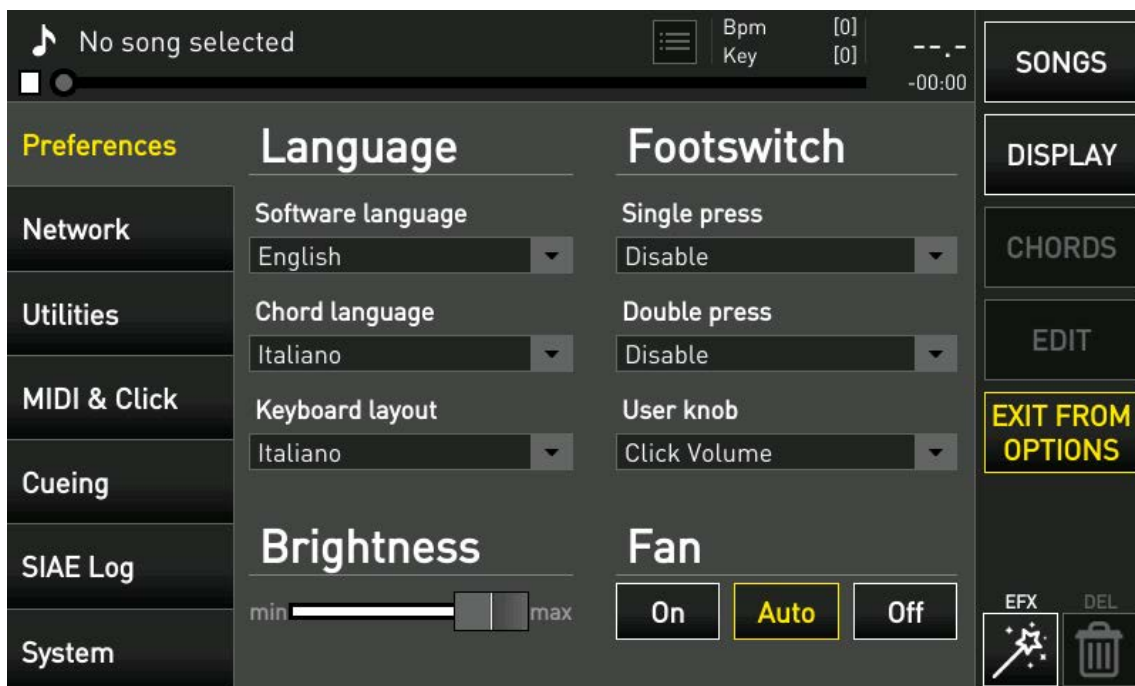 No song selected
Bpm [0]
Key [0]
--.-
-00:00
SONGS
Preferences
Network
Utilities
MIDI & Click
Cueing
SIAE Log
System
Language
Software language
English
Chord language
Italiano
Keyboard layout
Italiano
Brightness
min
max
Footswitch
Single press
Disable
Double press
Disable
User knob
Click Volume
Fan
On
Auto
Off
DISPLAY
CHORDS
EDIT
EXIT FROM
OPTIONS
EFX
DEL